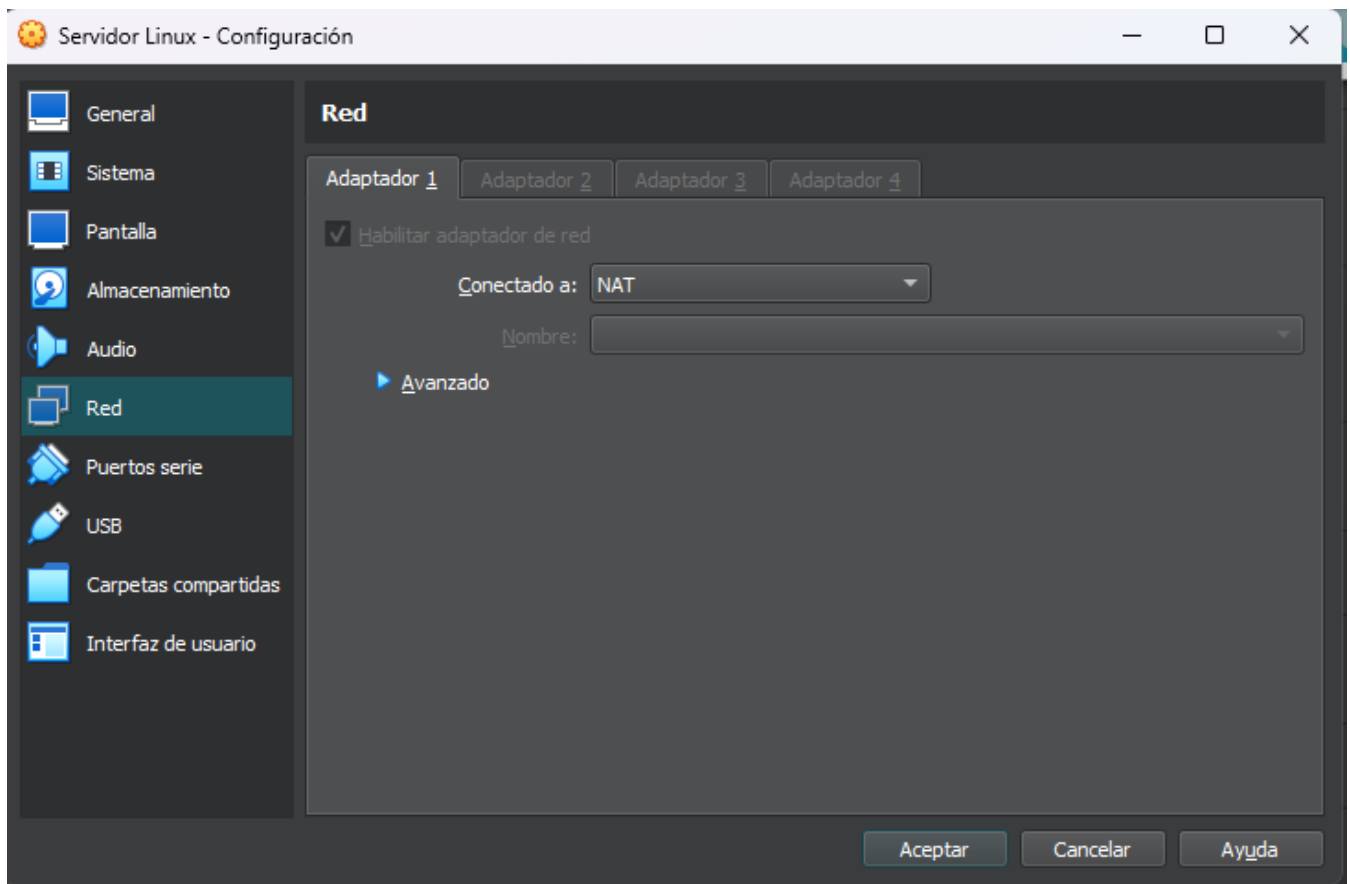 Servidor Linux - Configuración
General
Sistema
Pantalla
Almacenamiento
Audio
Red
Puertos serie
USB
Carpetas compartidas
Interfaz de usuario
Red
Adaptador 1 Adaptador 2 Adaptador 3 Adaptador 4
Habilitar adaptador de red
Conectado a: NAT
Nombre:
Avanzado
Aceptar Cancelar Ayuda